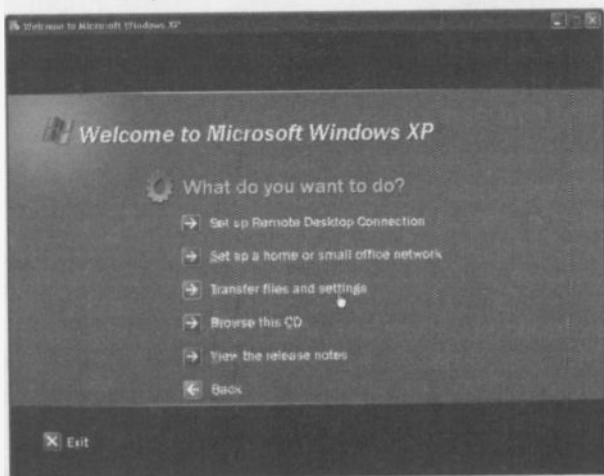 Welcome to Microsoft Windows XP
Welcome to Microsoft Windows XP
What do you want to do?
Set up Remote Desktop Connection
Set up a home or small office network
Transfer files and settings
Browse this CD
View the release notes
Back
Exit